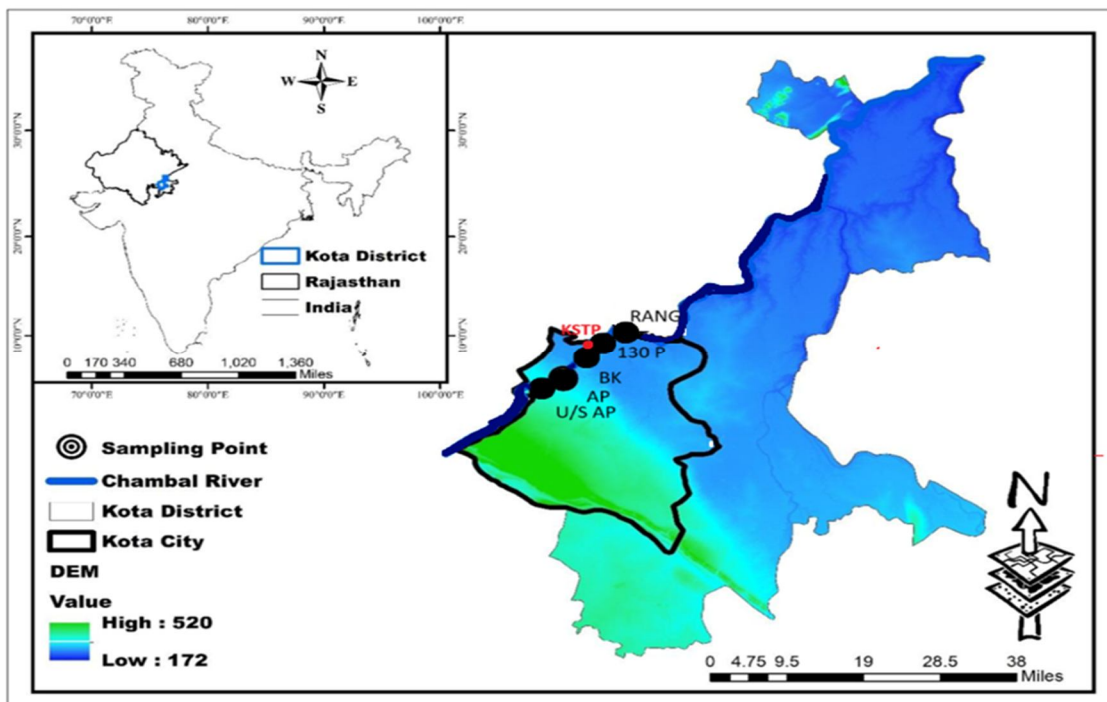 70°0'0"E 80°0'0"E 90°0'0"E 100°0'0"E
N
W E
S
30°0'0"N
20°0'0"N
10°0'0"N
30°0'0"N
20°0'0"N
10°0'0"N
Kota District
Rajasthan
India
0 170 340 680 1,020 1,360
Miles
70°0'0"E 80°0'0"E 90°0'0"E 100°0'0"E
RANG
KSTP
130 P
BK
AP
U/S AP
Sampling Point
Chambal River
Kota District
Kota City
DEM
Value
High : 520
Low : 172
N
0 4.75 9.5 19 28.5 38
Miles